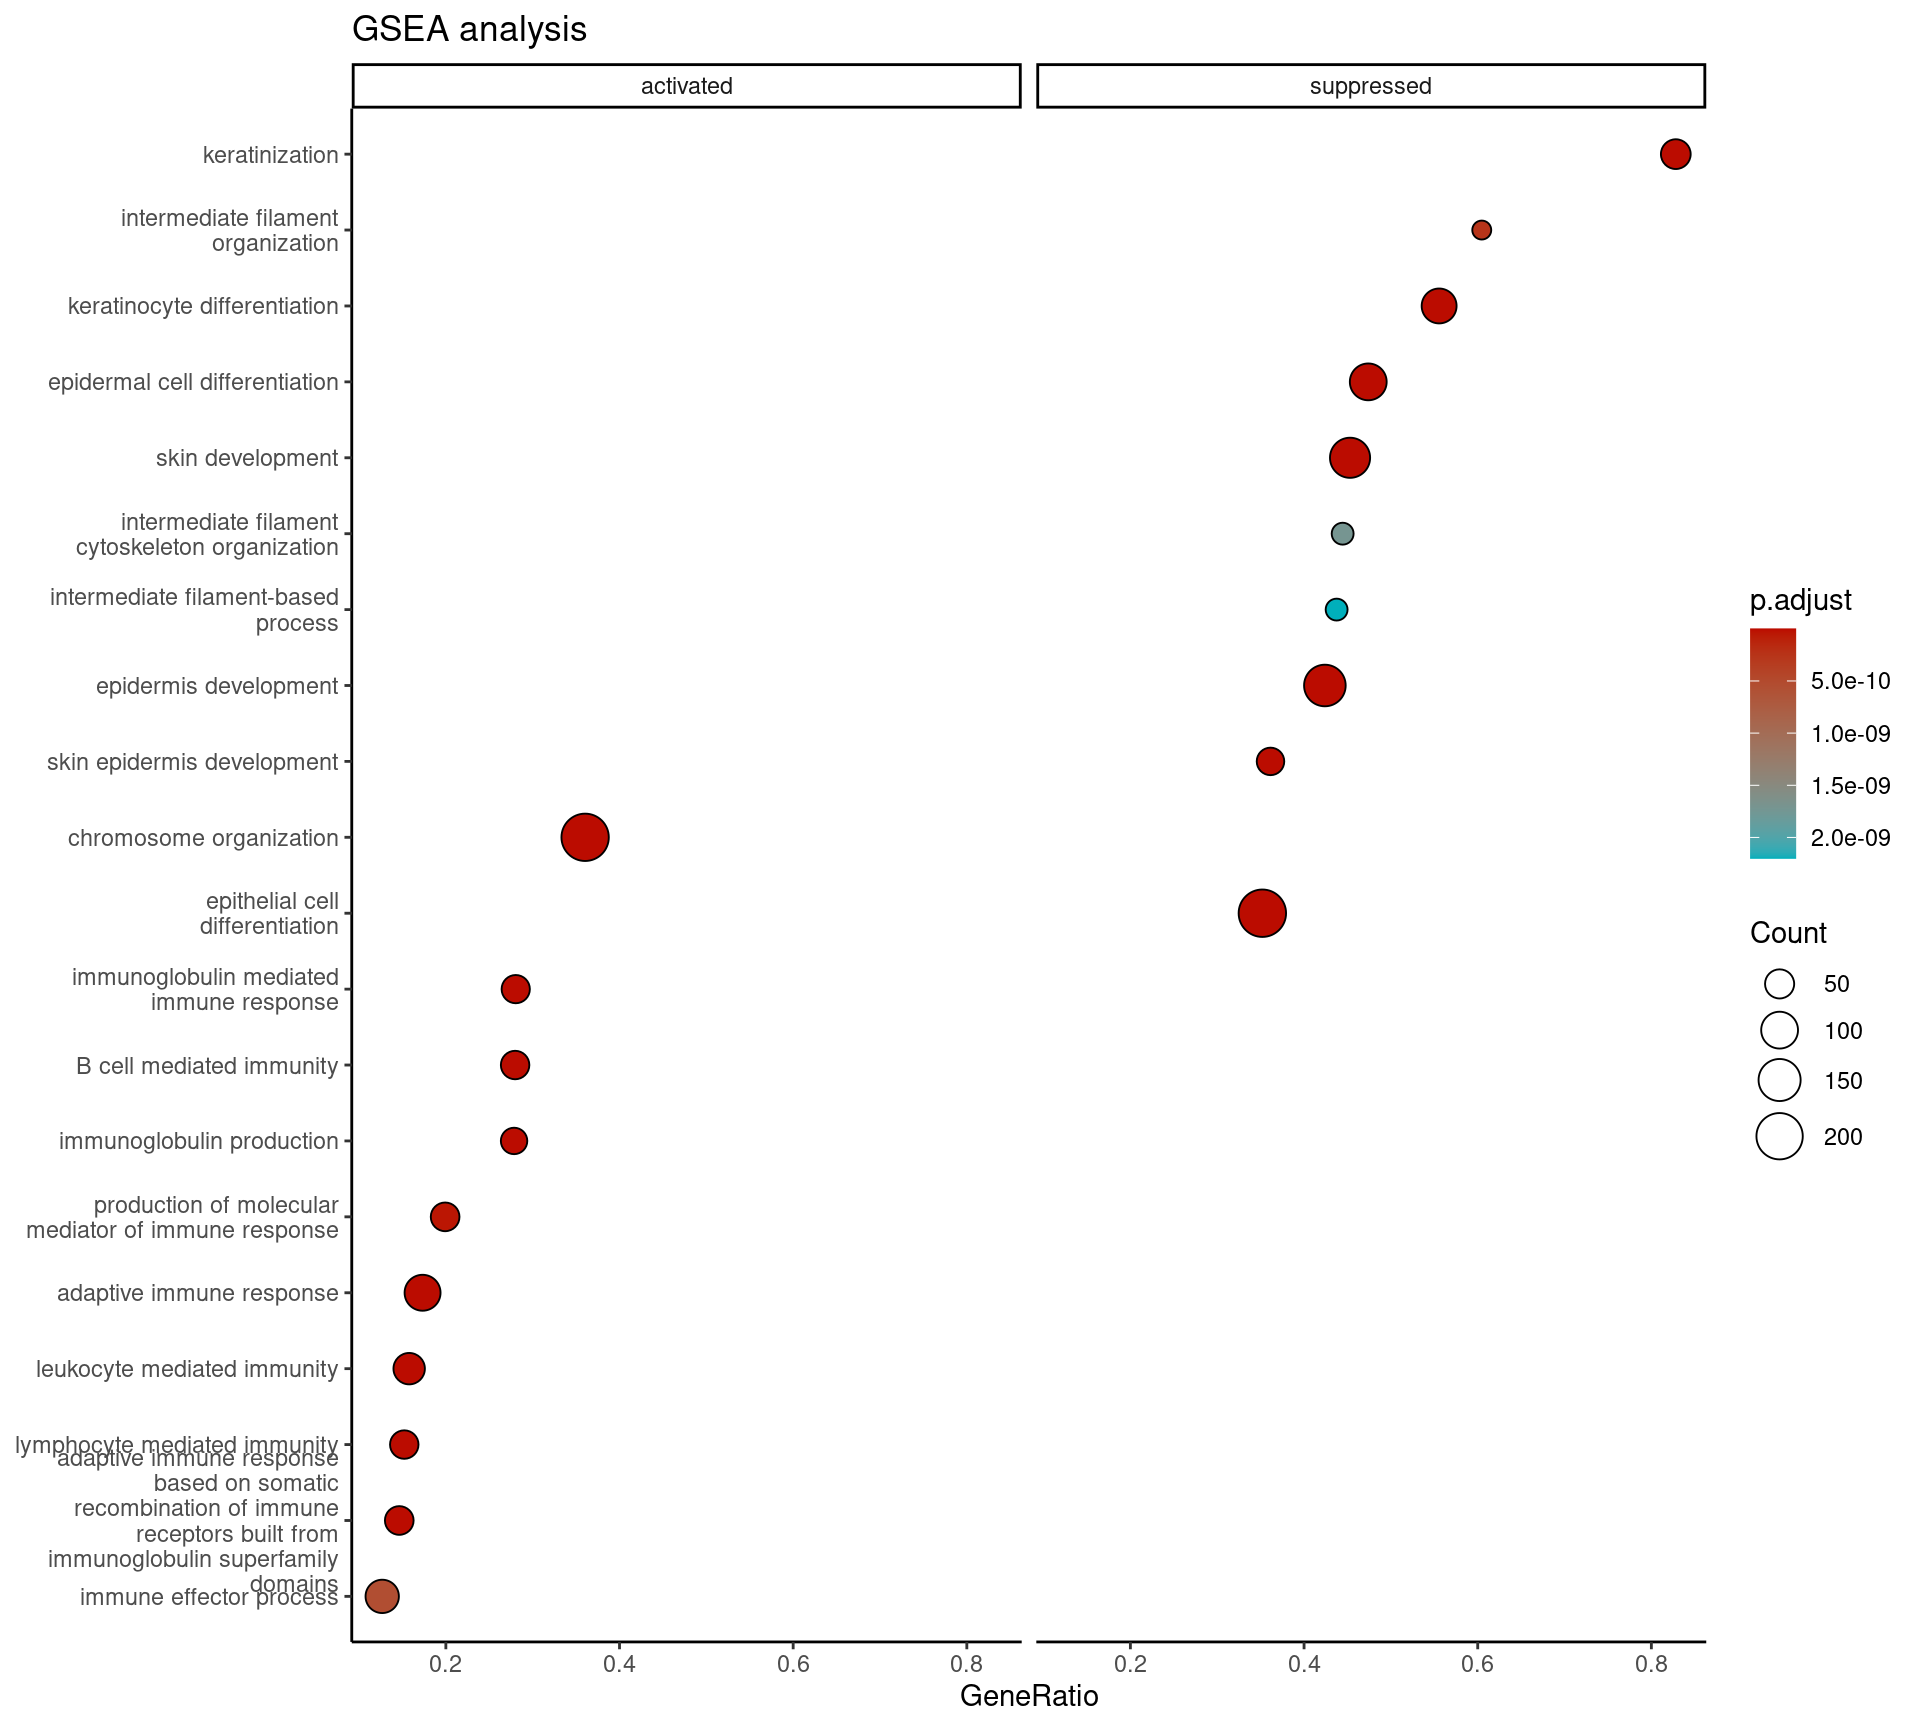 GSEA analysis
activated
suppressed
keratinization
intermediate filament
organization
keratinocyte differentiation
epidermal cell differentiation
skin development
intermediate filament
cytoskeleton organization
intermediate filament-based
process
epidermis development
skin epidermis development
chromosome organization
epithelial cell
differentiation
immunoglobulin mediated
immune response
B cell mediated immunity
immunoglobulin production
production of molecular
mediator of immune response
adaptive immune response
leukocyte mediated immunity
lymphocyte mediated immunity
adaptive immune response
based on somatic
recombination of immune
receptors built from
immunoglobulin superfamily
domains
immune effector process
0.2 0.4 0.6 0.8
0.2 0.4 0.6 0.8
GeneRatio
p.adjust
5.0e-10
1.0e-09
1.5e-09
2.0e-09
Count
50
100
150
200